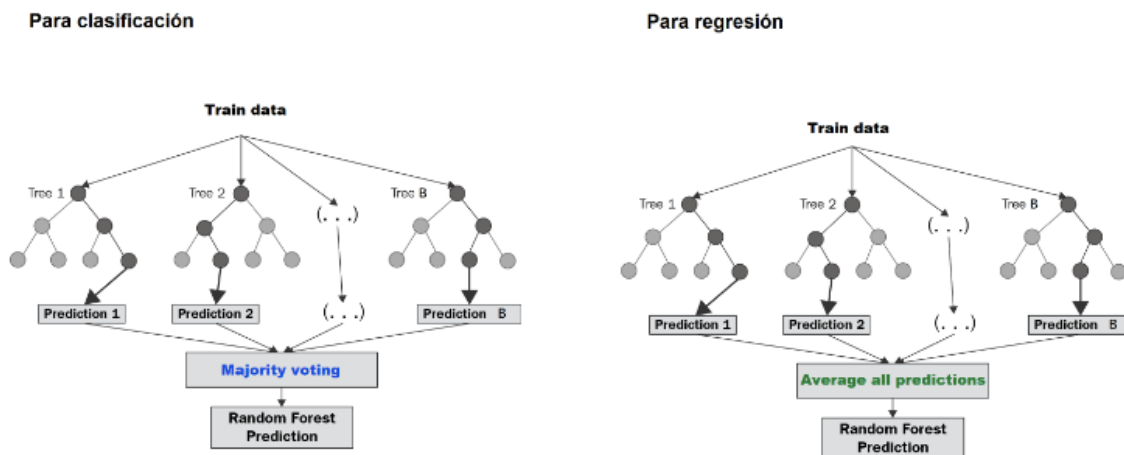 Para clasificación
Train data
Tree 1
Tree 2
Tree B
(. . .)
(. . .)
Prediction 1
Prediction 2
Prediction B
Majority voting
Random Forest
Prediction
Para regresión
Train data
Tree 1
Tree 2
Tree B
(. . .)
(. . .)
Prediction 1
Prediction 2
Prediction B
Average all predictions
Random Forest
Prediction